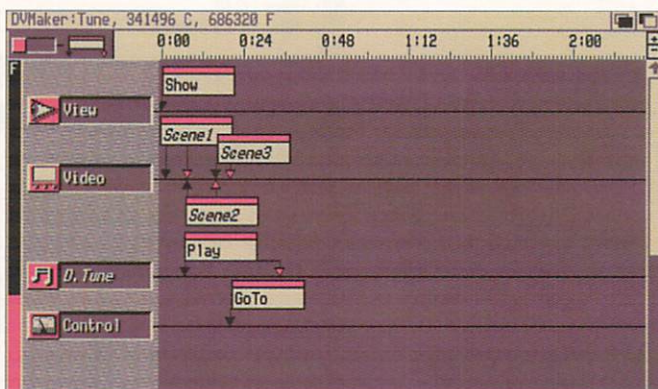 DVMaker:Tune, 341496 C, 686320 F
0:00 0:24 0:48 1:12 1:36 2:00
F
Show
View
Scene1
Scene3
Video
Scene2
Play
D.Tune
GoTo
Control